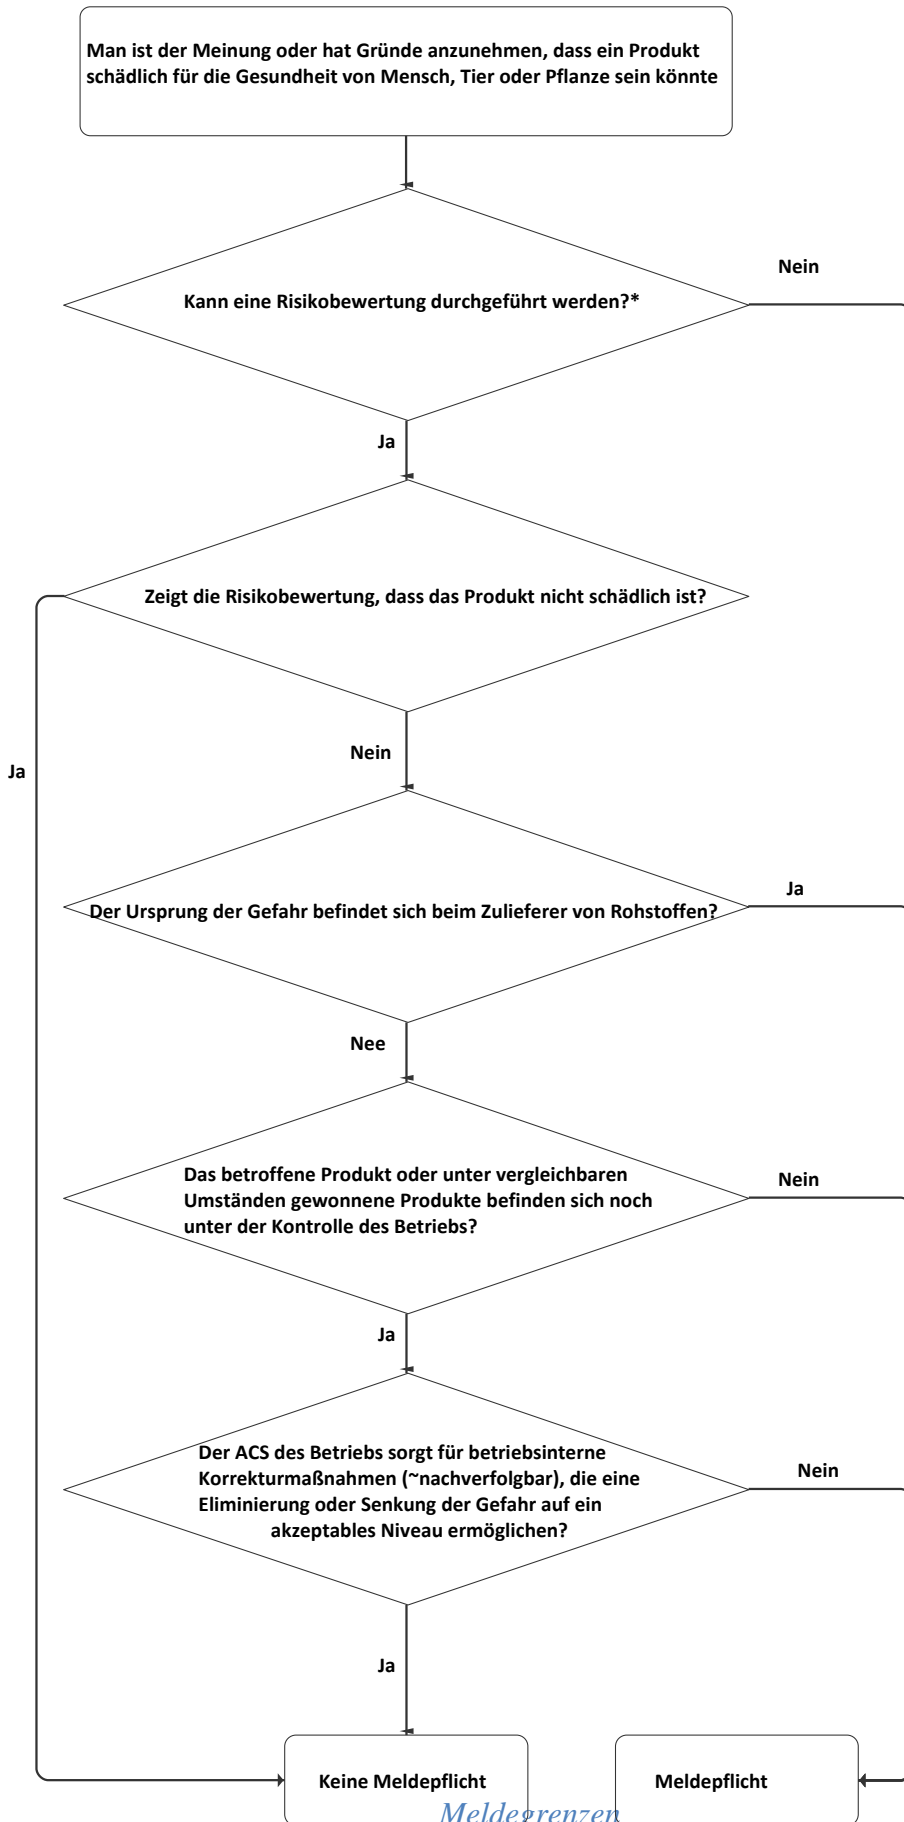 Man ist der Meinung oder hat Gründe anzunehmen, dass ein Produkt
schädlich für die Gesundheit von Mensch, Tier oder Pflanze sein könnte
Nein
Kann eine Risikobewertung durchgeführt werden?*
Ja
Zeigt die Risikobewertung, dass das Produkt nicht schädlich ist?
Nein
Ja
Ja
Der Ursprung der Gefahr befindet sich beim Zulieferer von Rohstoffen?
Nee
Das betroffene Produkt oder unter vergleichbaren
Umständen gewonnene Produkte befinden sich noch
unter der Kontrolle des Betriebs?
Nein
Ja
Der ACS des Betriebs sorgt für betriebsinterne
Korrekturmaßnahmen (~nachverfolgbar), die eine
Eliminierung oder Senkung der Gefahr auf ein
akzeptables Niveau ermöglichen?
Nein
Ja
Keine Meldepflicht
Meldepflicht
Meldegrenzen